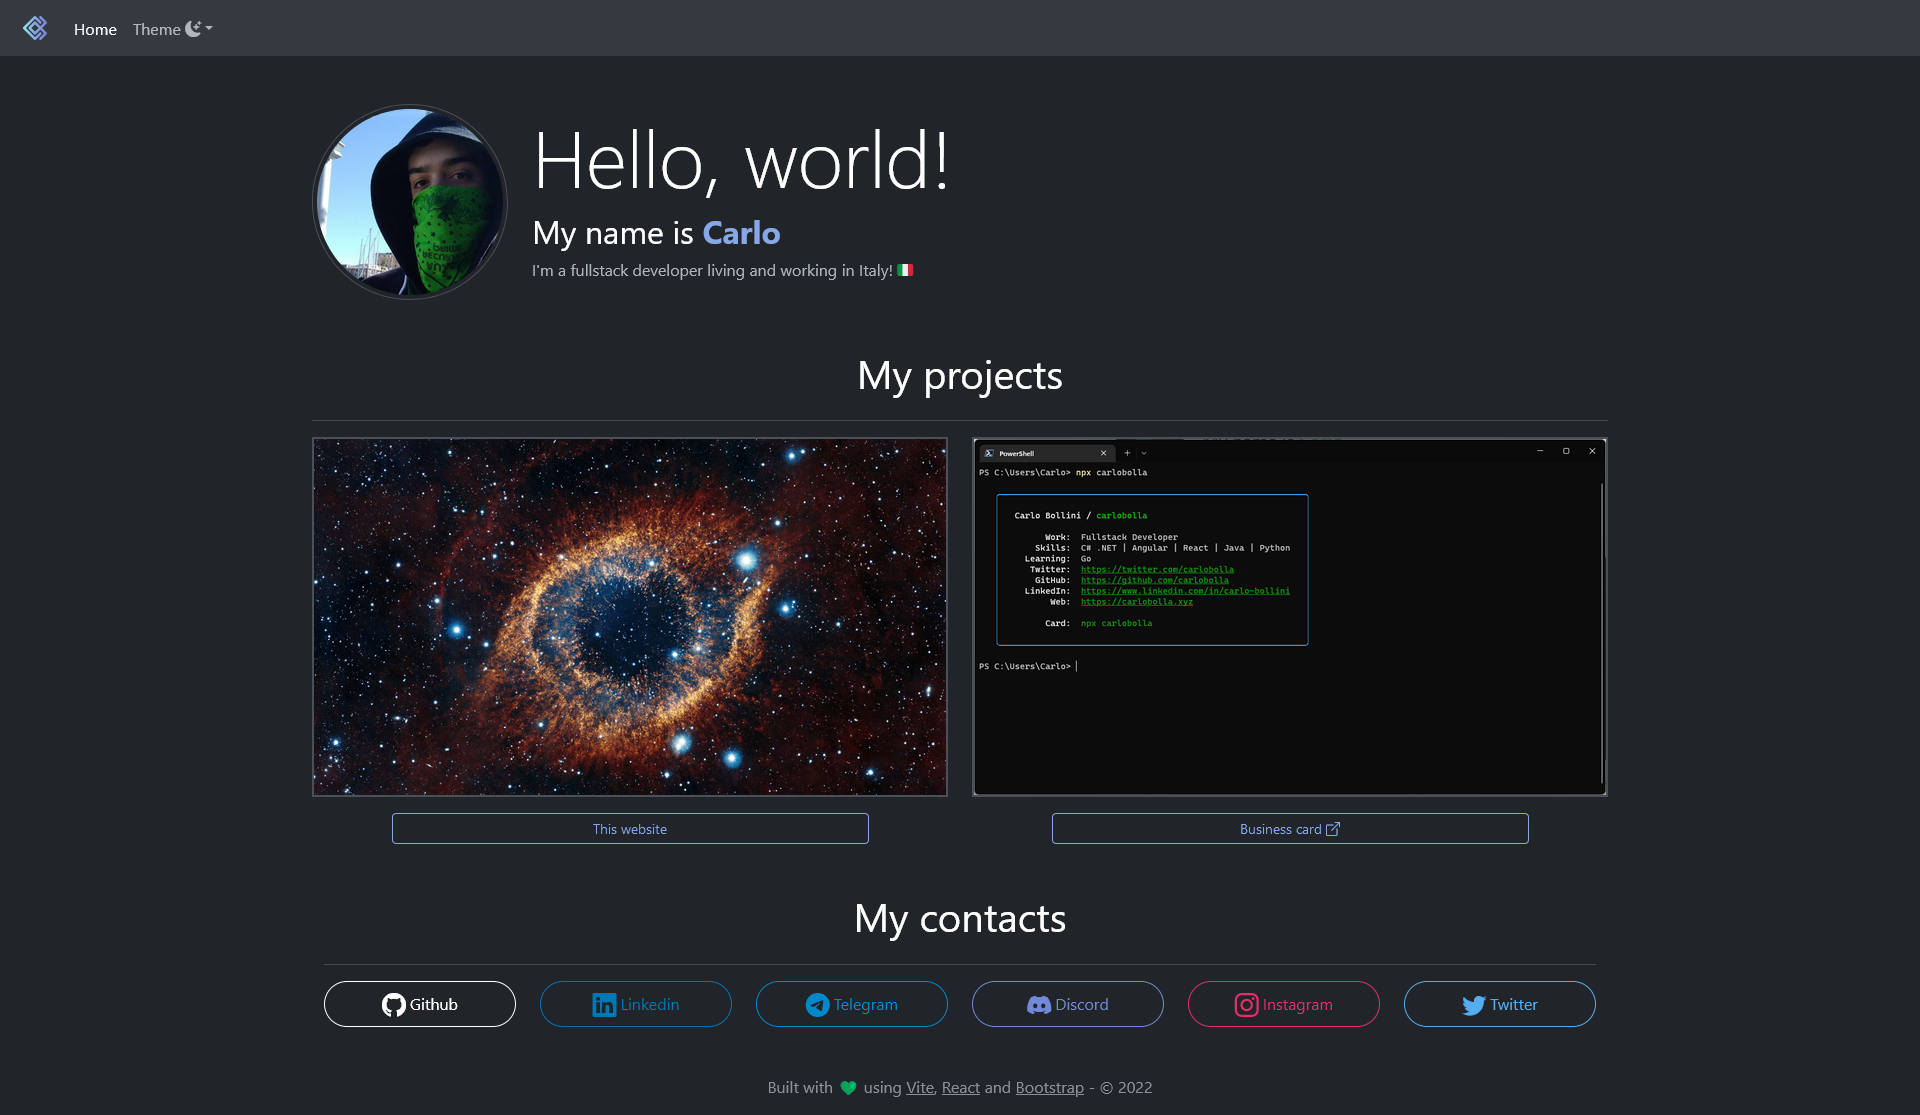 Home Theme
Hello, world!
My name is Carlo
I'm a fullstack developer living and working in Italy!
My projects
PowerShell
PS C:\Users\Carlo> npx carlobolla
Carlo Bollini / carlobolla
Work: Fullstack Developer
Skills: C# .NET | Angular | React | Java | Python
Learning: Go
Twitter: https://twitter.com/carlobolla
GitHub: https://github.com/carlobolla
LinkedIn: https://www.linkedin.com/in/carlo-bollini
Web: https://carlobolla.xyz
Card: npx carlobolla
PS C:\Users\Carlo>
This website
Business card
My contacts
Github
Linkedin
Telegram
Discord
Instagram
Twitter
Built with 💚 using Vite, React and Bootstrap - © 2022